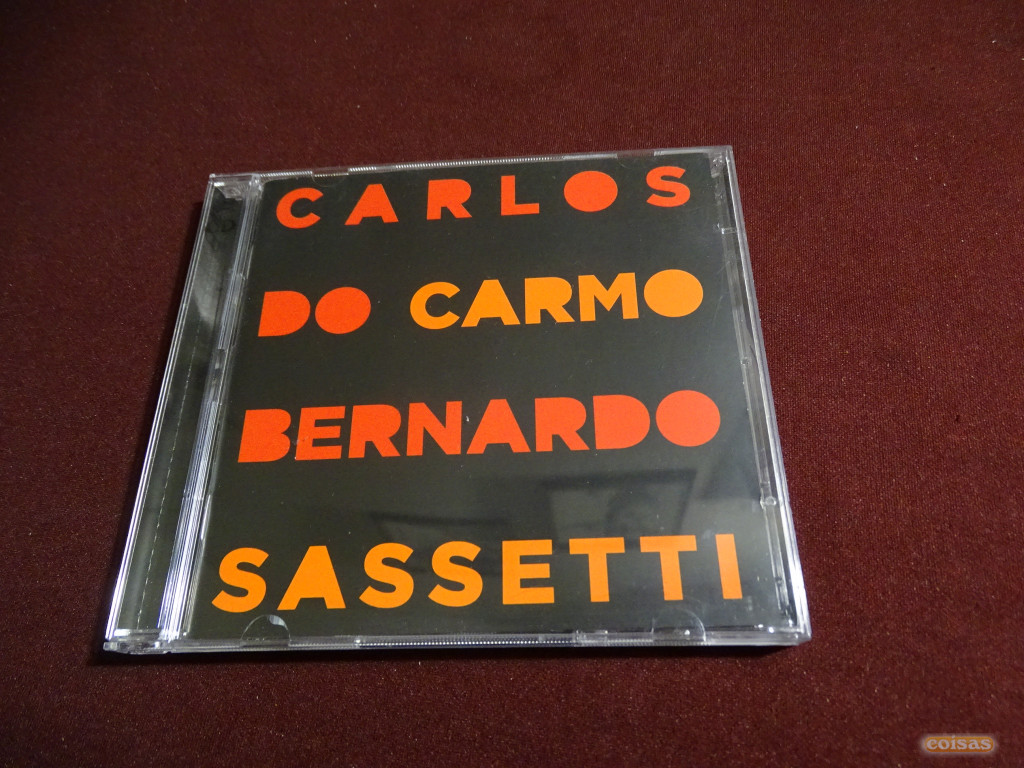 CARLOS
DO CARMO
BERNARDO
SASSETTI
coisas